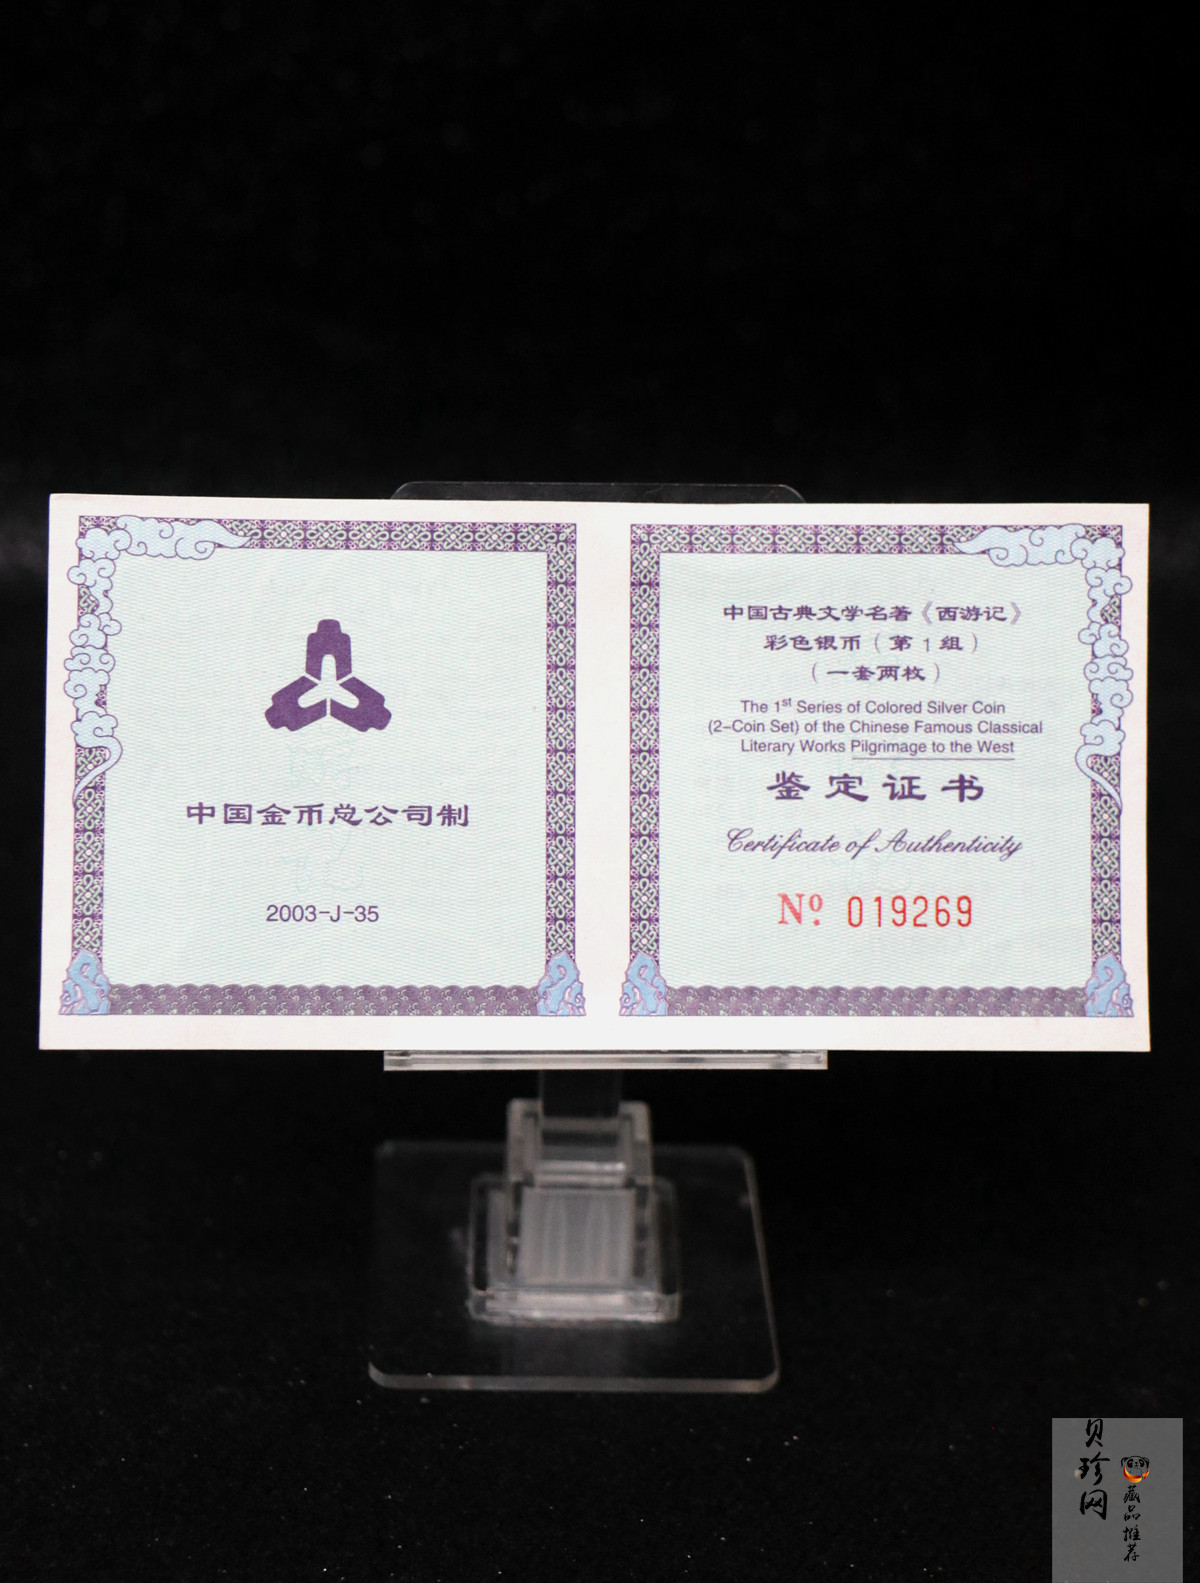 中国金币总公司制
2003-J-35
中国古典文学名著《西游记》
彩色银币（第1组）
（一套两枚）
The 1st Series of Colored Silver Coin
(2-Coin Set) of the Chinese Famous Classical
Literary Works Pilgrimage to the West
鉴定证书
Certificate of Authenticity
Nº 019269
贝珍网
藏品推荐